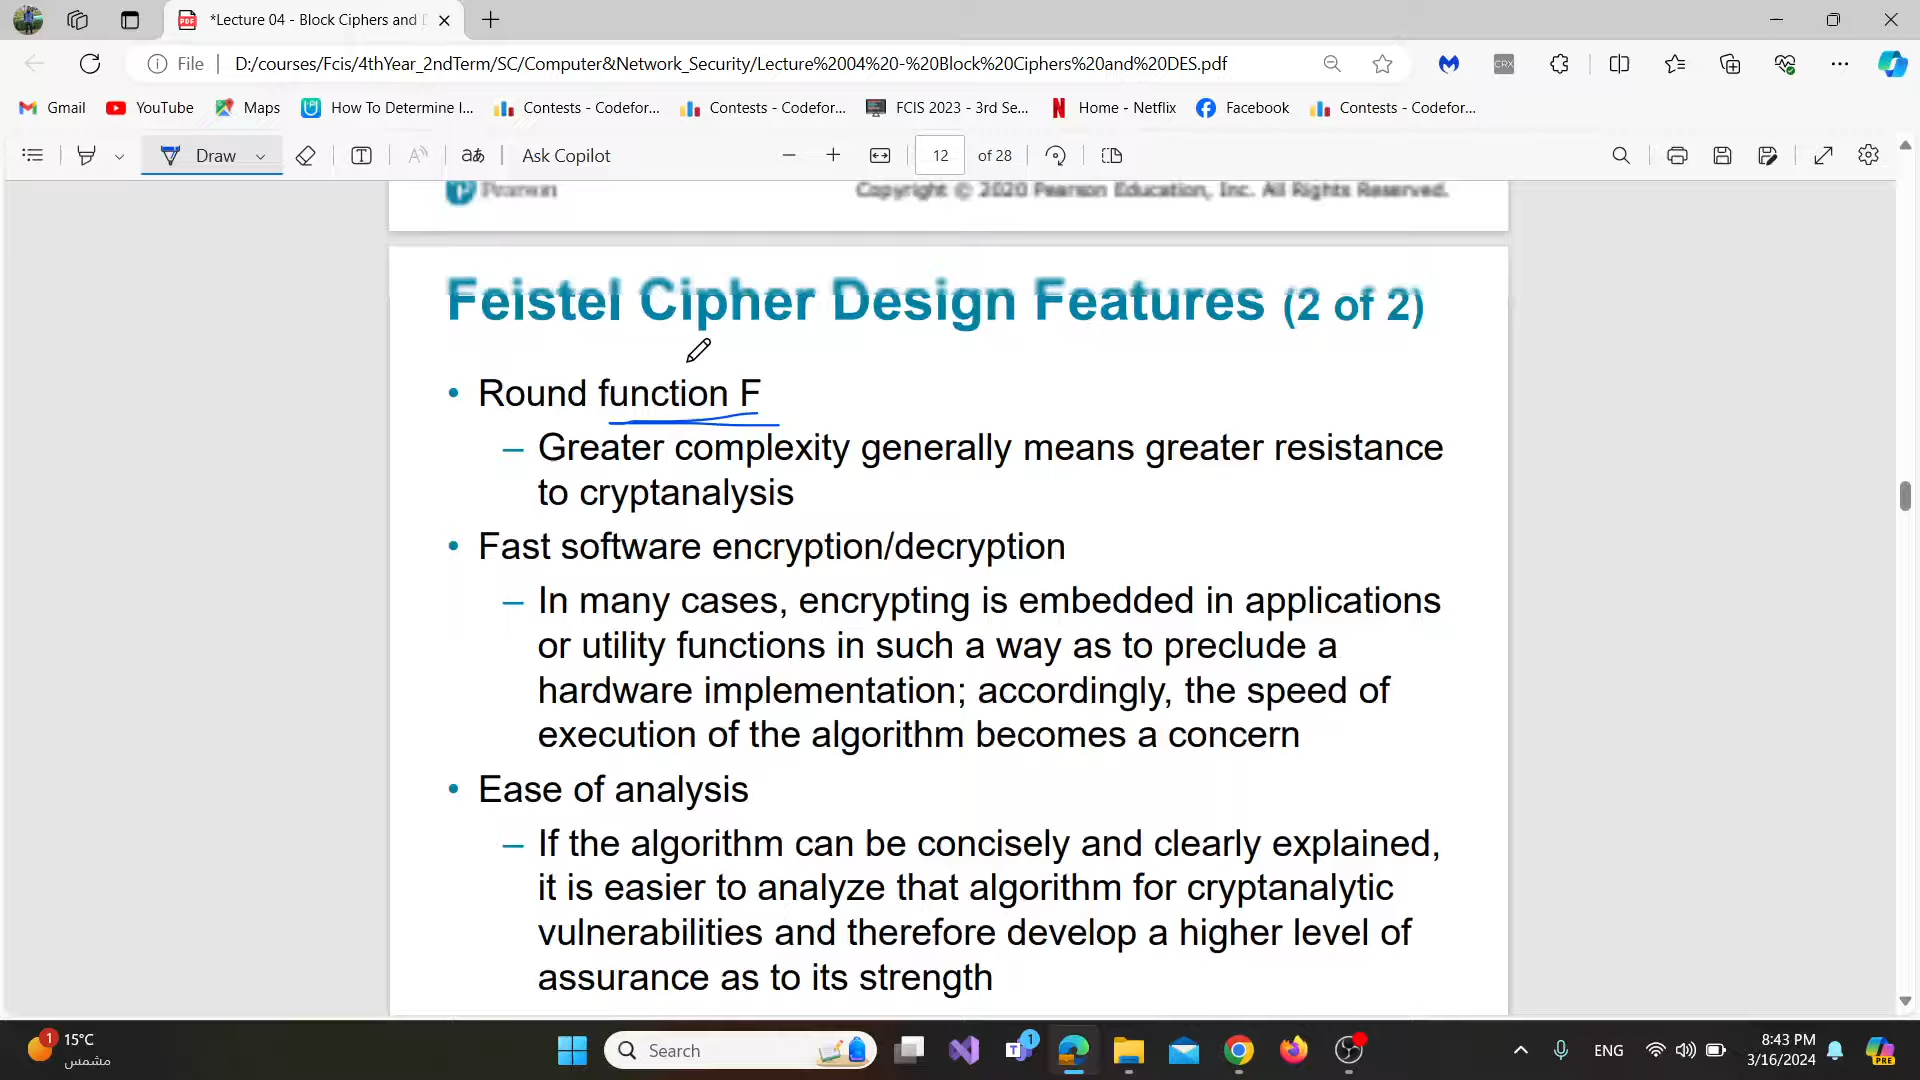 *Lecture 04 - Block Ciphers and D
File
D:/courses/Fcis/4thYear_2ndTerm/SC/Computer&Network_Security/Lecture%2004%20-%20Block%20Ciphers%20and%20DES.pdf
CRX
Gmail
YouTube
Maps
How To Determine I...
Contests - Codefor...
Contests - Codefor...
FCIS 2023 - 3rd Se...
Home - Netflix
Facebook
Contests - Codefor...
Draw
Ask Copilot
12 of 28
Pearson
Copyright © 2020 Pearson Education, Inc. All Rights Reserved.
Feistel Cipher Design Features (2 of 2)
• Round function F
– Greater complexity generally means greater resistance
to cryptanalysis
• Fast software encryption/decryption
– In many cases, encrypting is embedded in applications
or utility functions in such a way as to preclude a
hardware implementation; accordingly, the speed of
execution of the algorithm becomes a concern
• Ease of analysis
– If the algorithm can be concisely and clearly explained,
it is easier to analyze that algorithm for cryptanalytic
vulnerabilities and therefore develop a higher level of
assurance as to its strength
1
15°C
مشمس
Search
1
ENG
8:43 PM
3/16/2024
PRE